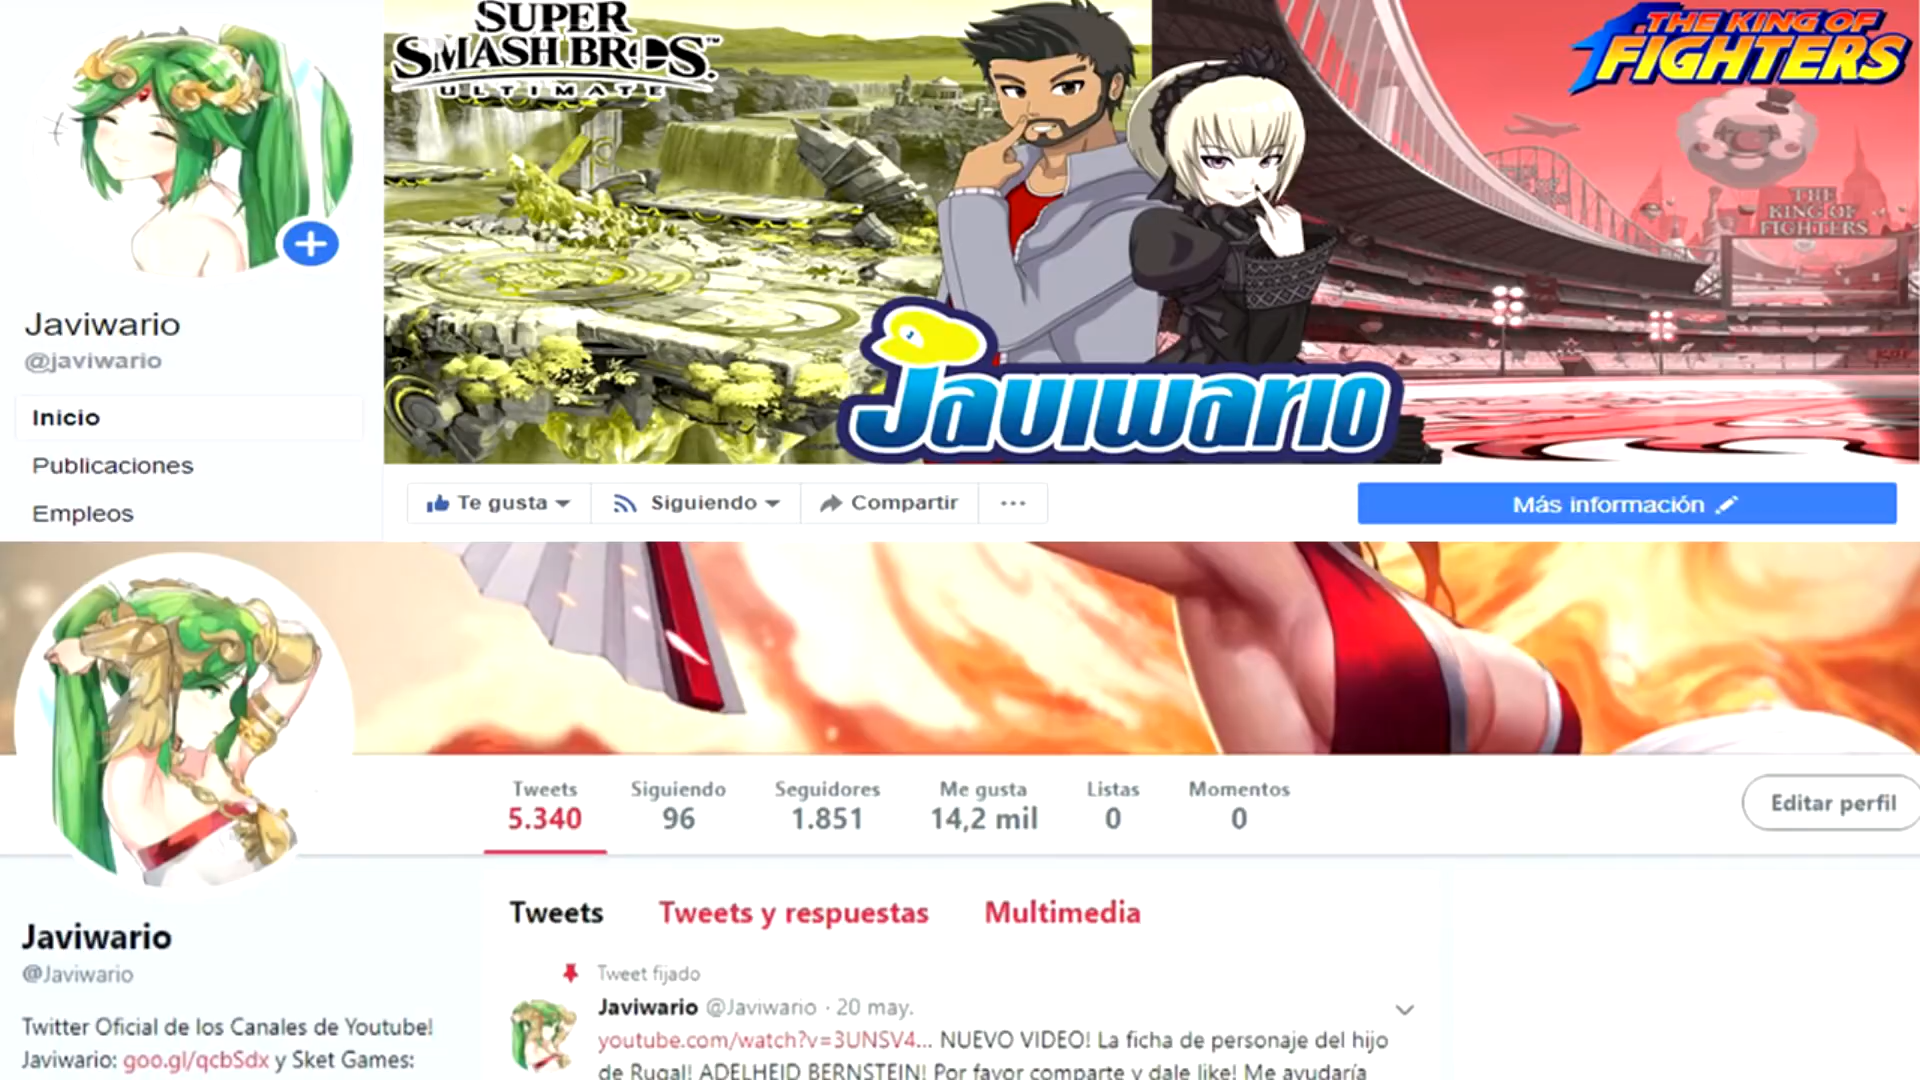 SUPER
SMASH BROS.™
ULTIMATE
THE KING OF
FIGHTERS
THE
KING OF
FIGHTERS
Javiwario
@javiwario
Javiwario
Inicio
Publicaciones
Empleos
Te gusta
Siguiendo
Compartir
...
Más información
Tweets
5.340
Siguiendo
96
Seguidores
1.851
Me gusta
14,2 mil
Listas
0
Momentos
0
Editar perfil
Javiwario
@Javiwario
Twitter Oficial de los Canales de Youtube!
Javiwario: goo.gl/qcbSdx y Sket Games:
Tweets Tweets y respuestas Multimedia
Tweet fijado
Javiwario @Javiwario · 20 may.
youtube.com/watch?v=3UNSV4... NUEVO VIDEO! La ficha de personaje del hijo
de Rugal! ADELHEID BERNSTEIN! Por favor comparte y dale like! Me ayudaría